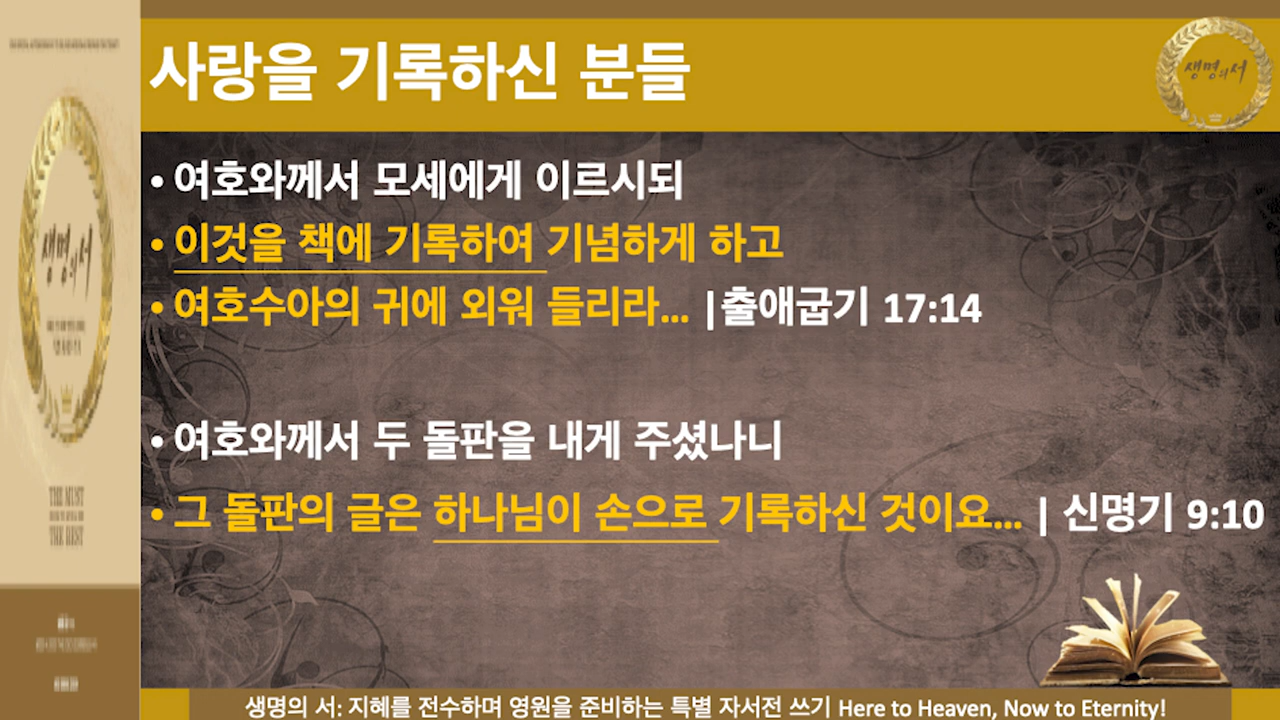 사랑을 기록하신 분들
생명의서
• 여호와께서 모세에게 이르시되
• 이것을 책에 기록하여 기념하게 하고
• 여호수아의 귀에 외워 들리라... |출애굽기 17:14
• 여호와께서 두 돌판을 내게 주셨나니
• 그 돌판의 글은 하나님이 손으로 기록하신 것이요... | 신명기 9:10
생명의서
THE MUST
THE BEST
생명의 서: 지혜를 전수하며 영원을 준비하는 특별 자서전 쓰기 Here to Heaven, Now to Eternity!